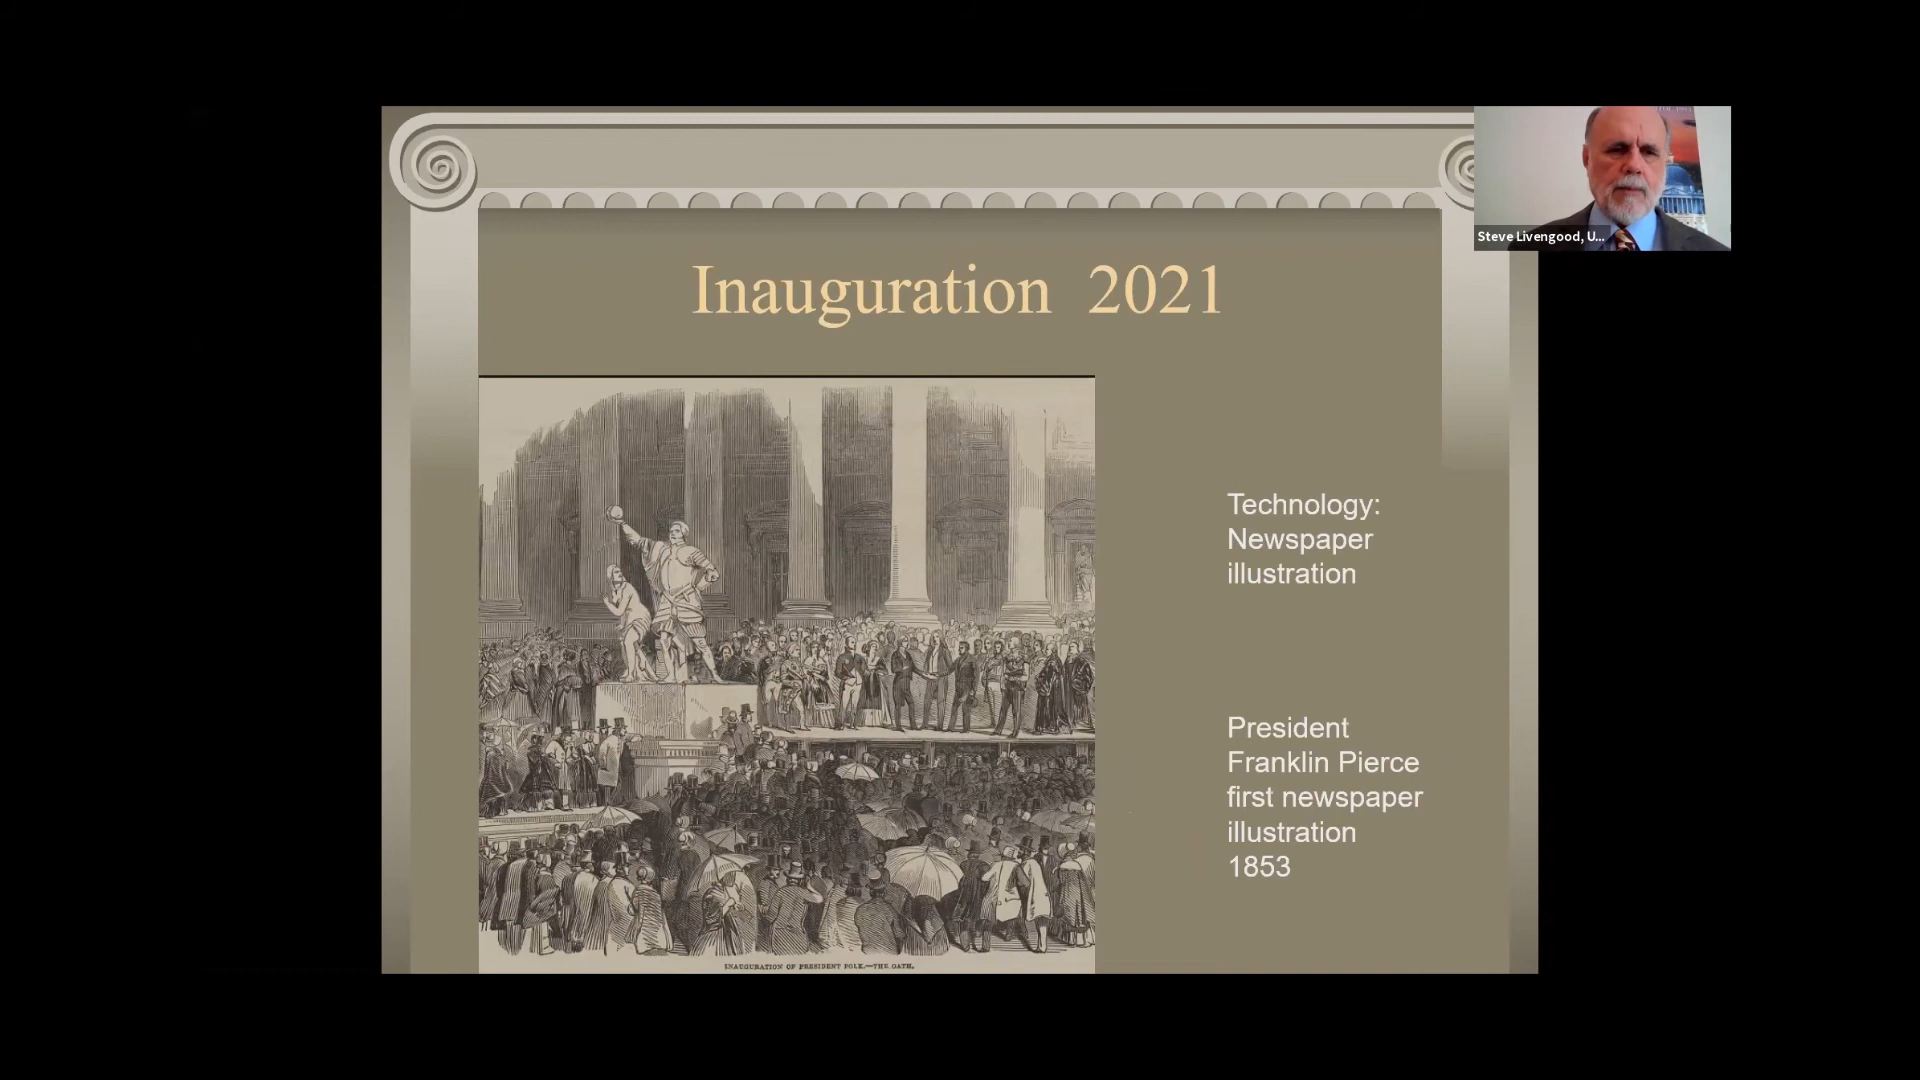 Steve Livengood, U...
Inauguration 2021
Technology:
Newspaper
illustration
President
Franklin Pierce
first newspaper
illustration
1853
INAUGURATION OF PRESIDENT POLK.—THE OATH.